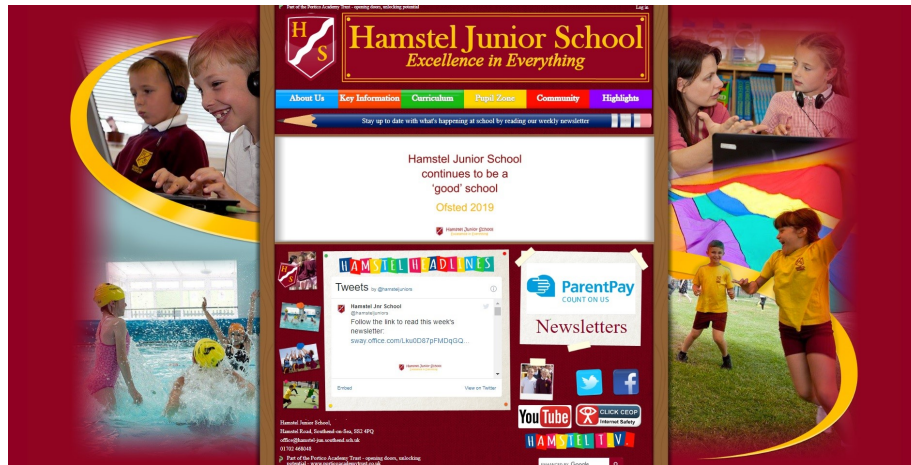 Part of the Portico Academy Trust - opening doors, unlocking potential
Log in
H
S
Hamstel Junior School
Excellence in Everything
About Us
Key Information
Curriculum
Pupil Zone
Community
Highlights
Stay up to date with what's happening at school by reading our weekly newsletter
Hamstel Junior School
continues to be a
'good' school
Ofsted 2019
Hamstel Junior Schools
HAMSTEL HEADLINES
Tweets by @hamsteljuniors
Hamstel Jnr School
@hamsteljuniors
Follow the link to read this week's
newsletter:
sway.office.com/Lku0D87pFMDqGQ...
Hamstel Junior Schools
Embed
View on Twitter
ParentPay
COUNT ON US
Newsletters
YouTube
CLICK CEOP
Internet Safety
HAMSTEL T.V.
Hamstel Junior School,
Hamstel Road, Southend-on-Sea, SS2 4PQ
office@hamstel-jun.southend.sch.uk
01702 468048
Part of the Portico Academy Trust - opening doors, unlocking
potential - www.porticoacademytrust.co.uk
Google